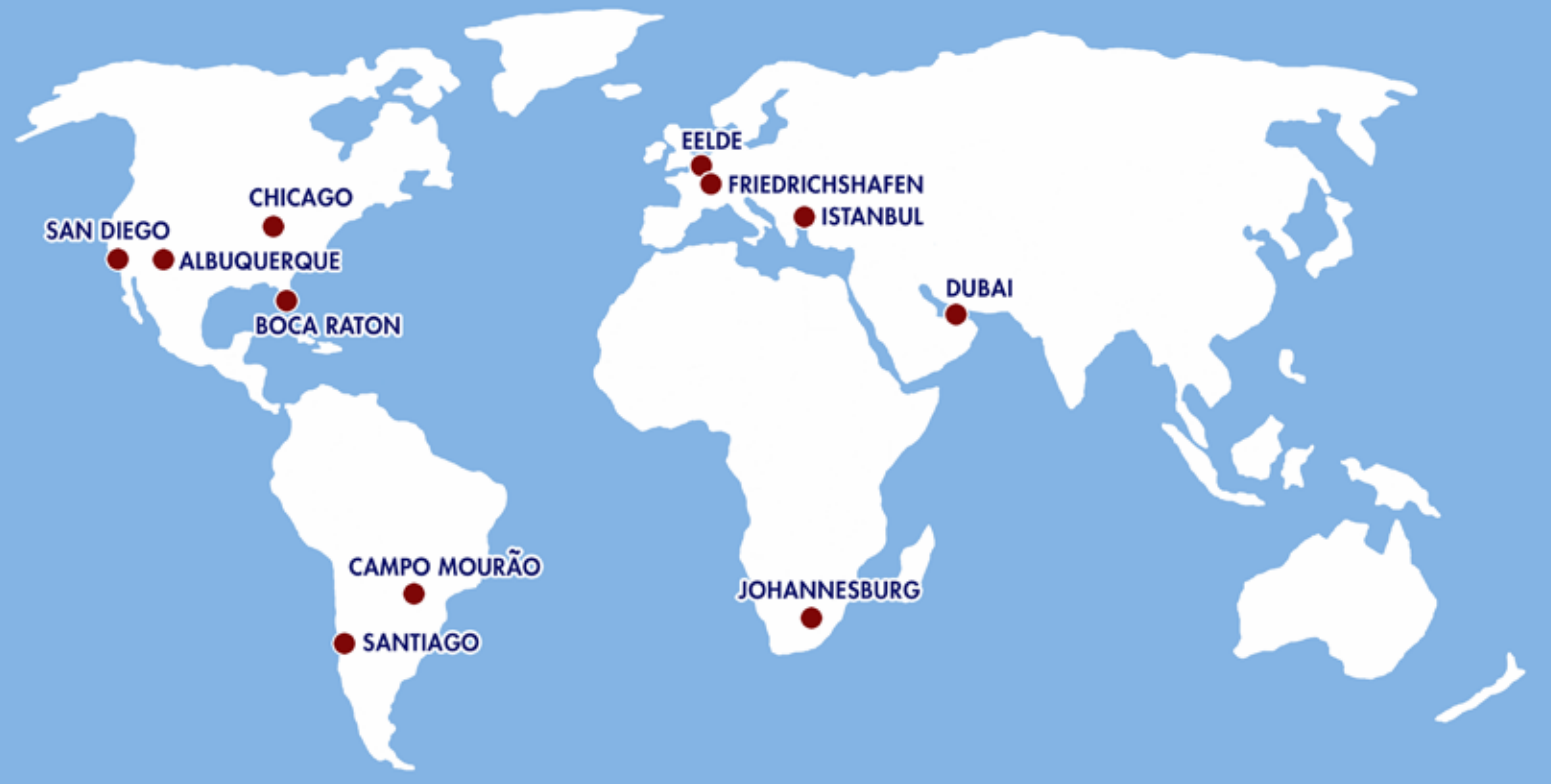 EELDE
FRIEDRICHSHAFEN
CHICAGO
ISTANBUL
SAN DIEGO
ALBUQUERQUE
DUBAI
BOCA RATON
CAMPO MOURÃO
JOHANNESBURG
SANTIAGO